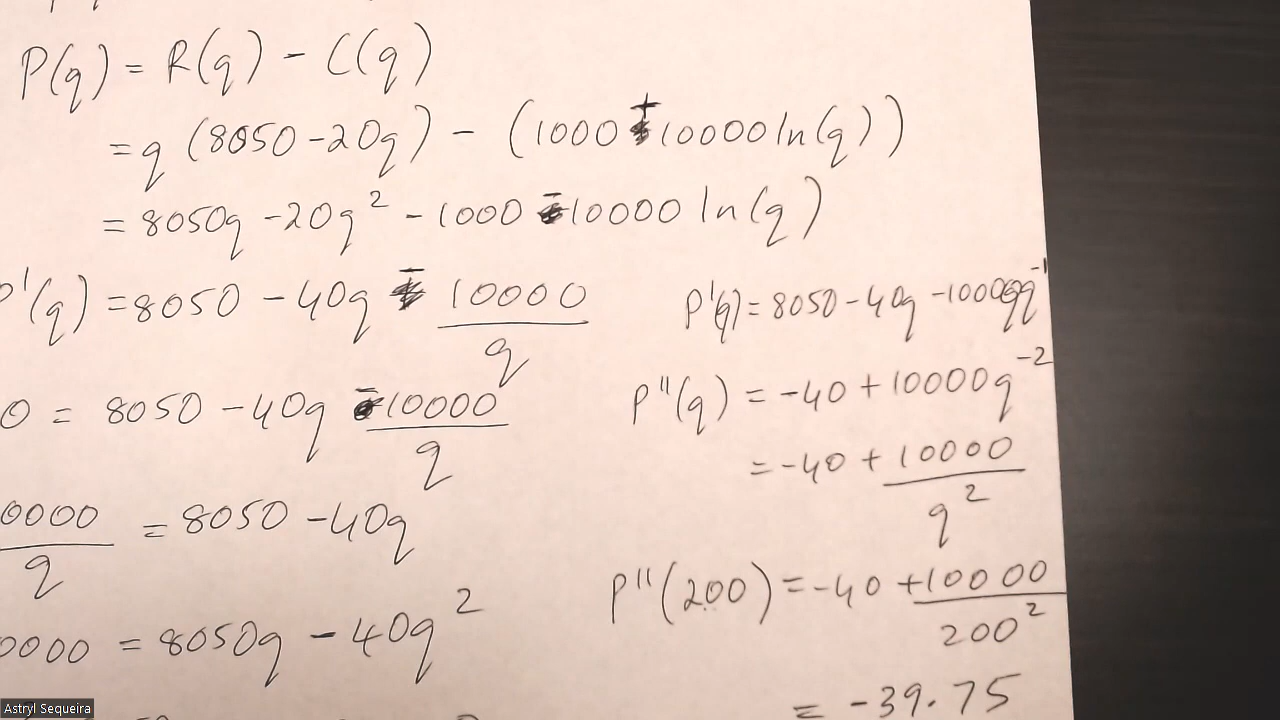 P(q) = R(q) - C(q)
= q (8050 - 20q) - (1000 + 10000 ln(q))
= 8050q - 20q² - 1000 - 10000 ln(q)
P'(q) = 8050 - 40q - 10000/q
0 = 8050 - 40q - 10000/q
0000/q = 8050 - 40q
0000 = 8050q - 40q²
P'(q) = 8050 - 40q - 10000q⁻¹
P''(q) = -40 + 10000q⁻²
= -40 + 10000/q²
P''(200) = -40 + 10000/200²
= -39.75
Astryl Sequeira